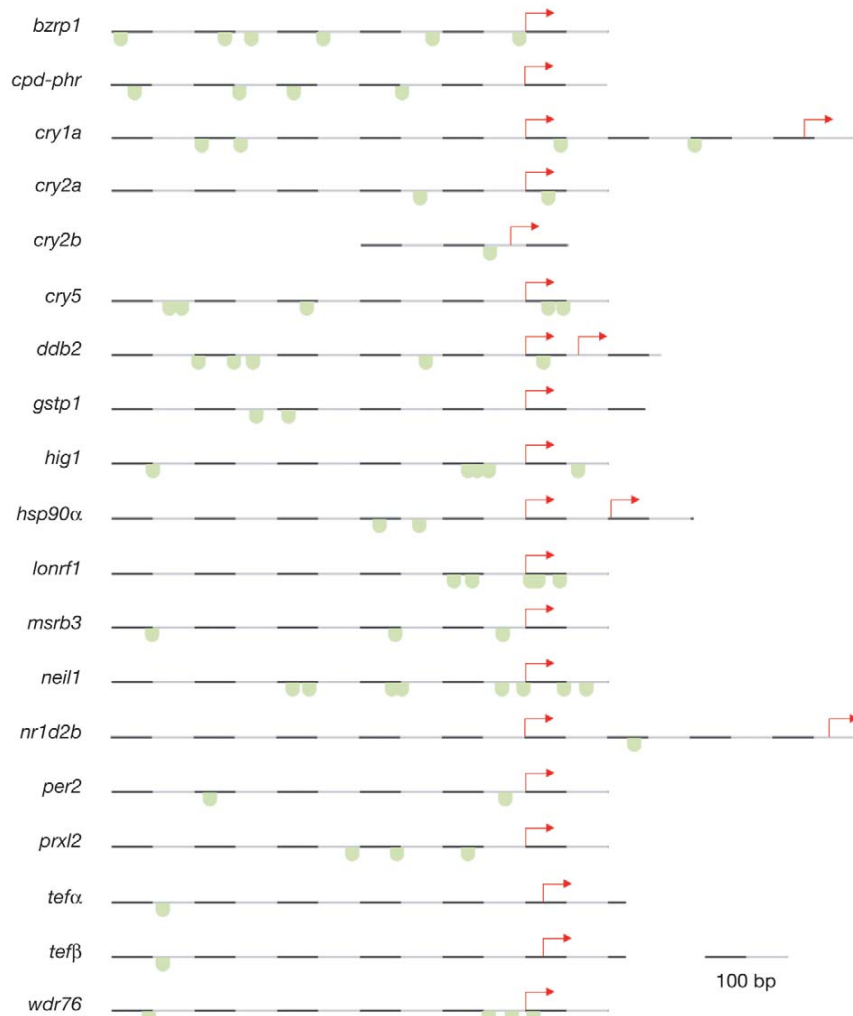 bzrp1
cpd-phr
cry1a
cry2a
cry2b
cry5
ddb2
gstp1
hig1
hsp90α
lonrf1
msrb3
neil1
nr1d2b
per2
prxl2
tefα
tefβ
100 bp
wdr76